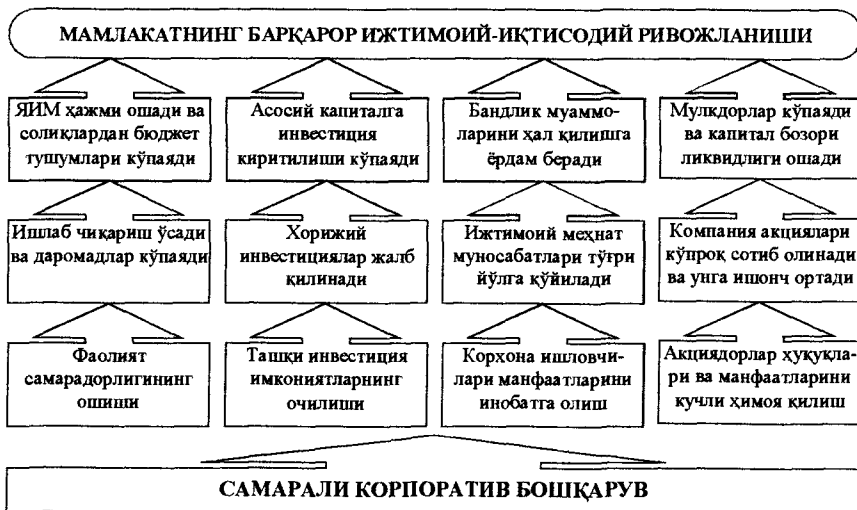 МАМЛАКАТНИНГ БАРҚАРОР ИЖТИМОИЙ-ИҚТИСОДИЙ РИВОЖЛАНИШИ
ЯИМ ҳажми ошади ва
солиқлардан бюджет
тушумлари кўпаяди
Асосий капиталга
инвестиция
киритилиши кўпаяди
Бандлик муаммо-
ларини ҳал қилишга
ёрдам беради
Мулкдорлар кўпаяди
ва капитал бозори
ликвидлиги ошади
Ишлаб чиқариш ўсади
ва даромадлар кўпаяди
Хорижий
инвестициялар жалб
қилинади
Ижтимоий меҳнат
муносабатлари тўғри
йўлга қўйилади
Компания акциялари
кўпроқ сотиб олинади
ва унга ишонч ортади
Фаолият
самарадорлигининг
ошиши
Ташқи инвестиция
имкониятларнинг
очилиши
Корхона ишловчи-
лари манфаатларини
инобатга олиш
Акциядорлар ҳуқуқла-
ри ва манфаатларини
кучли ҳимоя қилиш
САМАРАЛИ КОРПОРАТИВ БОШҚАРУВ